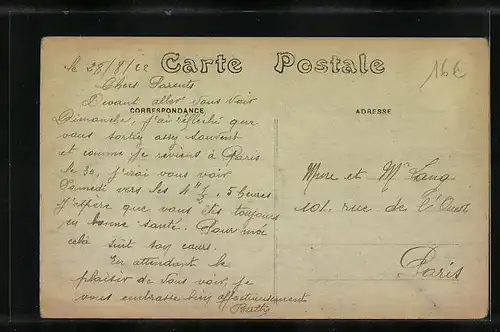 le 28/8/22 Carte Postale
16 €
Chers Parents
Devant aller vous voir
CORRESPONDANCE
ADRESSE
Dimanche, j'ai réfléchi que
vous sortiez assez souvent
et comme je reviens à Paris
le 30, j'irai vous voir
Samedi vers les 4 h ½, 5 heures
J'espère que vous êtes toujours
en bonne santé. Pour moi
cela suit son cours.
En attendant le
plaisir de vous voir, je
vous embrasse bien affectueusement
Berthe
et Mme Lang
101. rue de l'Ouest
Paris